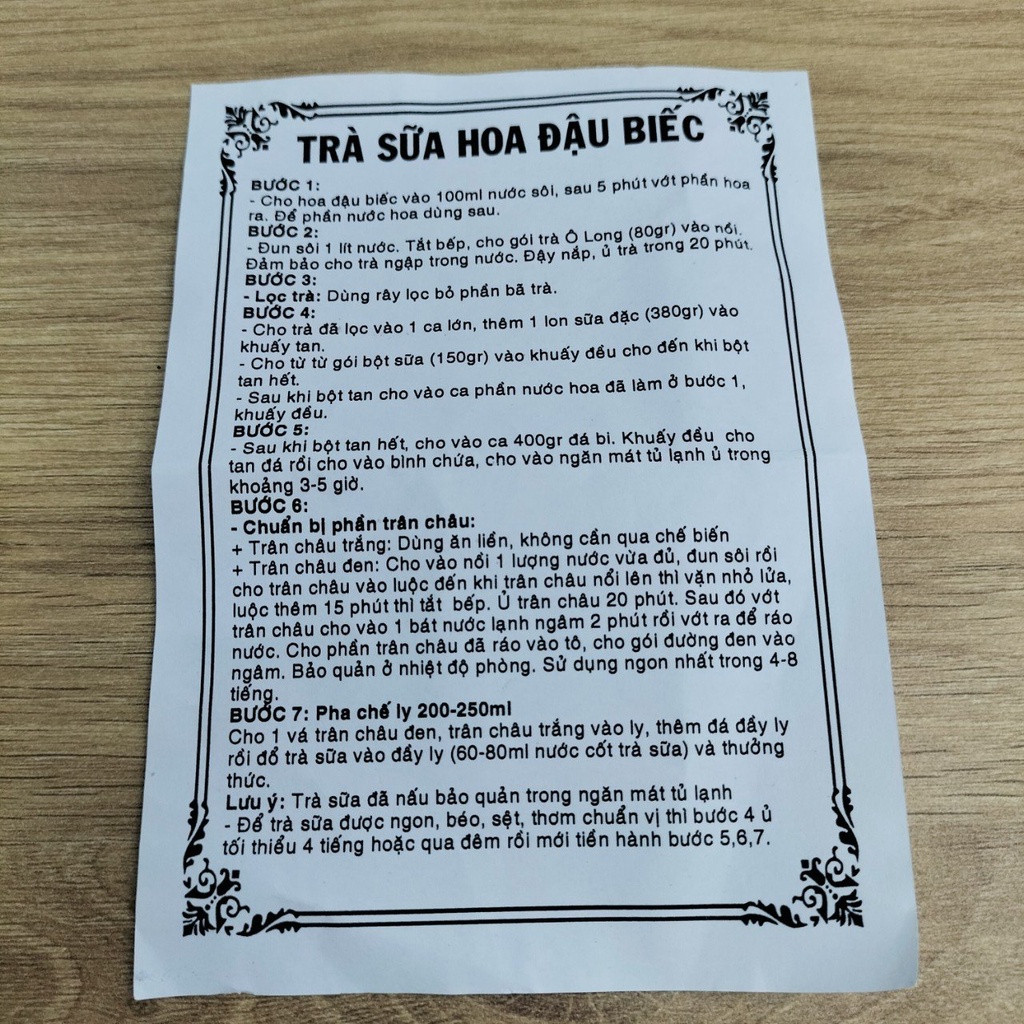 TRÀ SỮA HOA ĐẬU BIẾC
BƯỚC 1:
- Cho hoa đậu biếc vào 100ml nước sôi, sau 5 phút vớt phần hoa
ra. Để phần nước hoa dùng sau.
BƯỚC 2:
- Đun sôi 1 lít nước. Tắt bếp, cho gói trà Ô Long (80gr) vào nồi.
Đảm bảo cho trà ngập trong nước. Đậy nắp, ủ trà trong 20 phút.
BƯỚC 3:
- Lọc trà: Dùng rây lọc bỏ phần bã trà.
BƯỚC 4:
- Cho trà đã lọc vào 1 ca lớn, thêm 1 lon sữa đặc (380gr) vào
khuấy tan.
- Cho từ từ gói bột sữa (150gr) vào khuấy đều cho đến khi bột
tan hết.
- Sau khi bột tan cho vào ca phần nước hoa đã làm ở bước 1,
khuấy đều.
BƯỚC 5:
- Sau khi bột tan hết, cho vào ca 400gr đá bi. Khuấy đều cho
tan đá rồi cho vào bình chứa, cho vào ngăn mát tủ lạnh ủ trong
khoảng 3-5 giờ.
BƯỚC 6:
- Chuẩn bị phần trân châu:
+ Trân châu trắng: Dùng ăn liền, không cần qua chế biến
+ Trân châu đen: Cho vào nồi 1 lượng nước vừa đủ, đun sôi rồi
cho trân châu vào luộc đến khi trân châu nổi lên thì vặn nhỏ lửa,
luộc thêm 15 phút thì tắt bếp. Ủ trân châu 20 phút. Sau đó vớt
trân châu cho vào 1 bát nước lạnh ngâm 2 phút rồi vớt ra để ráo
nước. Cho phần trân châu đã ráo vào tô, cho gói đường đen vào
ngâm. Bảo quản ở nhiệt độ phòng. Sử dụng ngon nhất trong 4-8
tiếng.
BƯỚC 7: Pha chế ly 200-250ml
Cho 1 vá trân châu đen, trân châu trắng vào ly, thêm đá đầy ly
rồi đổ trà sữa vào đầy ly (60-80ml nước cốt trà sữa) và thưởng
thức.
Lưu ý: Trà sữa đã nấu bảo quản trong ngăn mát tủ lạnh
- Để trà sữa được ngon, béo, sệt, thơm chuẩn vị thì bước 4 ủ
tối thiểu 4 tiếng hoặc qua đêm rồi mới tiền hành bước 5,6,7.